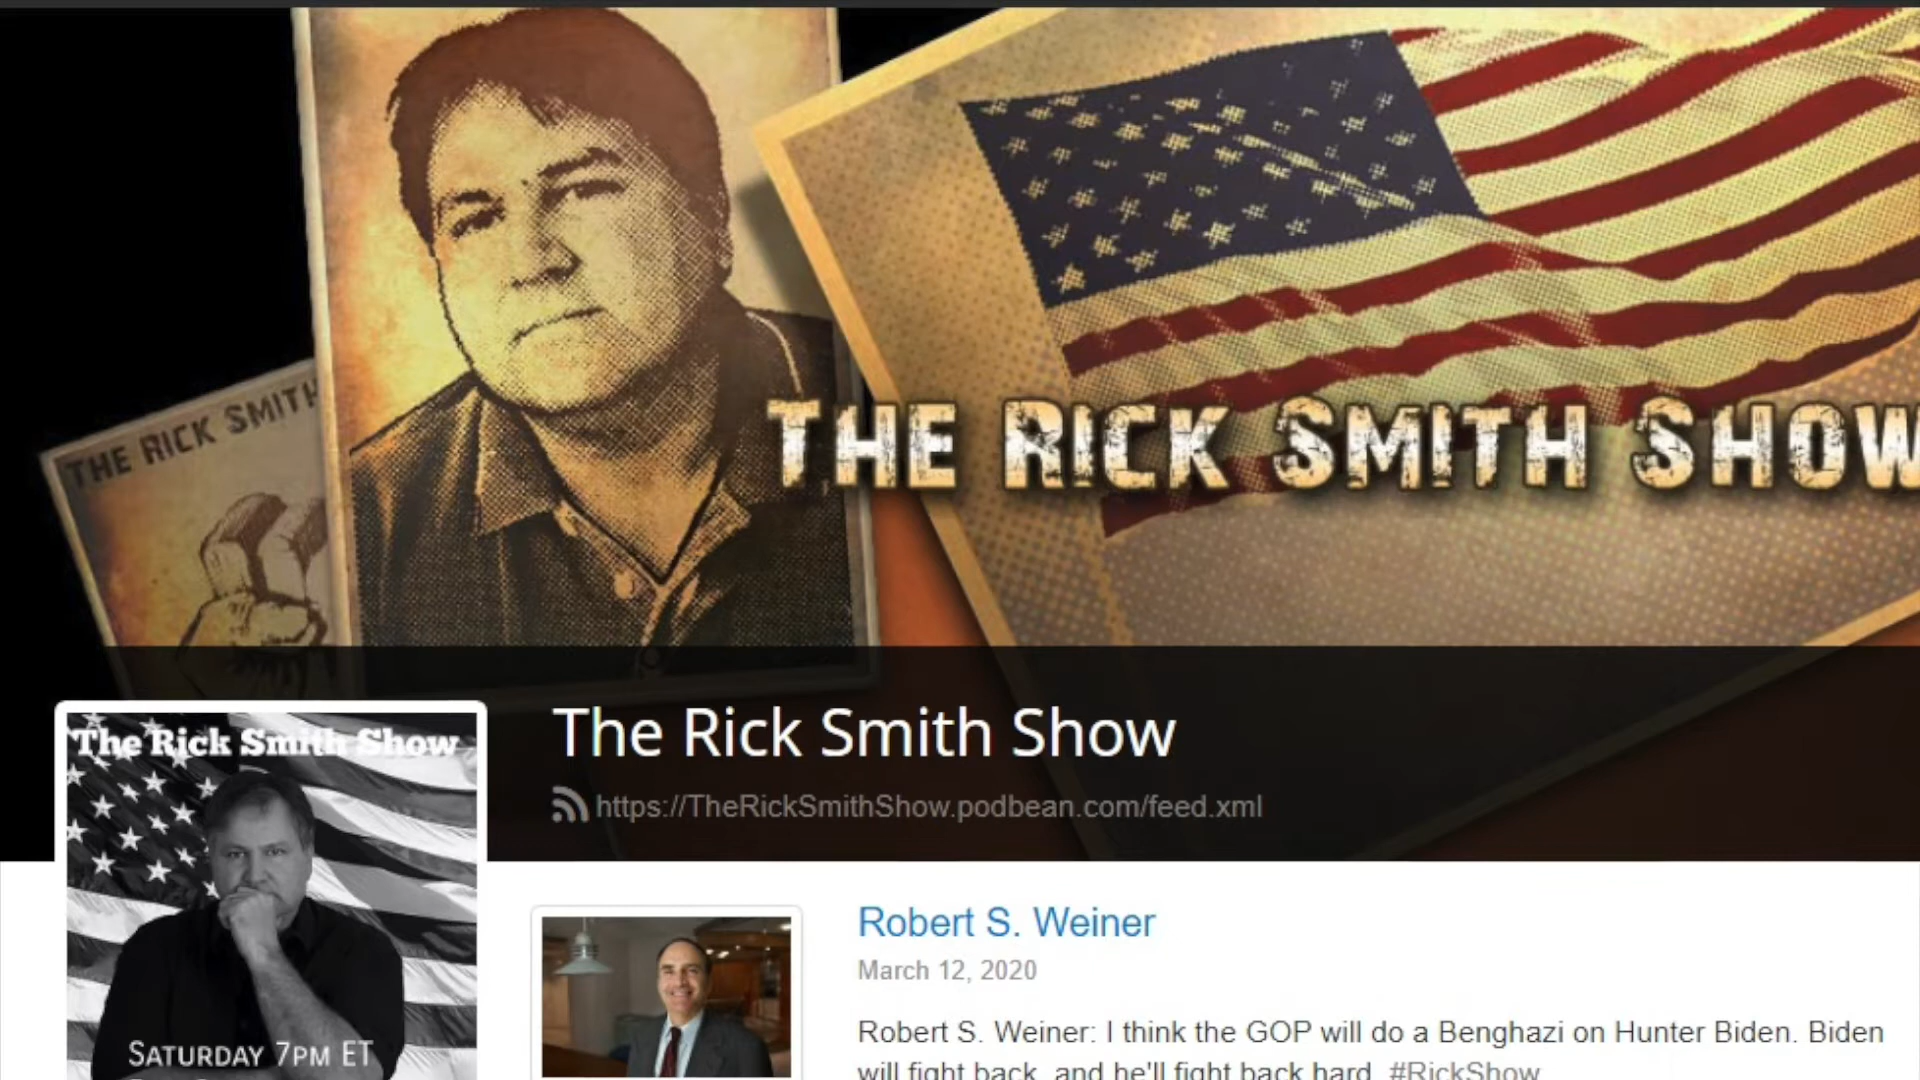 THE RICK SMITH
THE RICK SMITH SHOW
The Rick Smith Show
The Rick Smith Show
https://TheRickSmithShow.podbean.com/feed.xml
Robert S. Weiner
March 12, 2020
Robert S. Weiner: I think the GOP will do a Benghazi on Hunter Biden. Biden
will fight back, and he'll fight back hard. #RickShow
SATURDAY 7PM ET